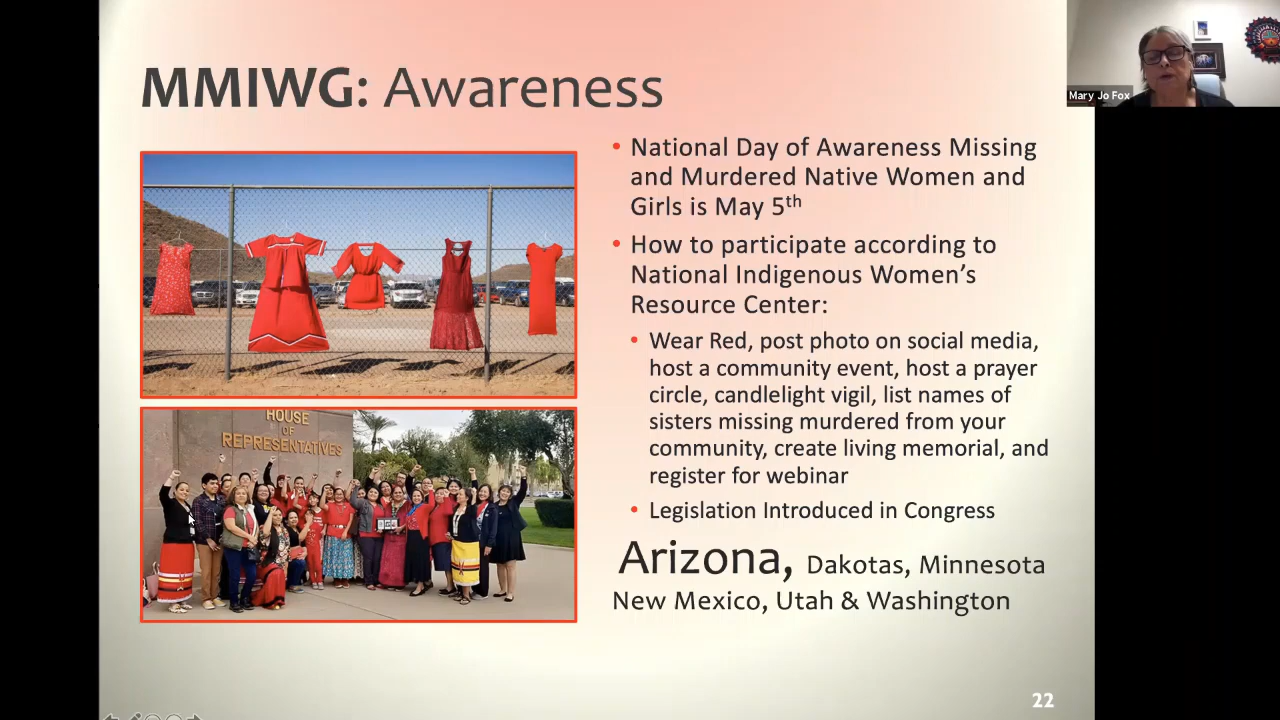 MMIWG: Awareness
Mary Jo Fox
• National Day of Awareness Missing
and Murdered Native Women and
Girls is May 5th
• How to participate according to
National Indigenous Women’s
Resource Center:
• Wear Red, post photo on social media,
host a community event, host a prayer
circle, candlelight vigil, list names of
sisters missing murdered from your
community, create living memorial, and
register for webinar
• Legislation Introduced in Congress
Arizona, Dakotas, Minnesota
New Mexico, Utah & Washington
HOUSE
OF
REPRESENTATIVES
22